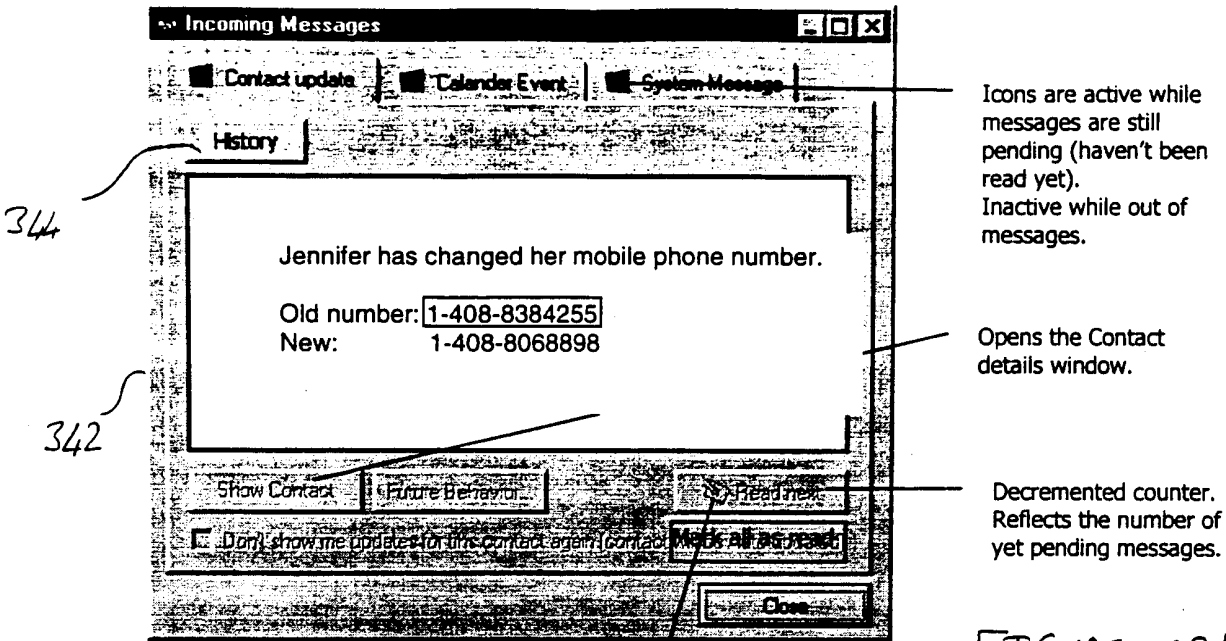 Incoming Messages
Contact update
Calander Event
System Message
History
344
Jennifer has changed her mobile phone number.
Old number: 1-408-8384255
New: 1-408-8068898
342
Show Contact
Future Behavior...
Read next
Don't show me updates for this contact again (contact
Mark all as read
Close
Icons are active while
messages are still
pending (haven't been
read yet).
Inactive while out of
messages.
Opens the Contact
details window.
Decremented counter.
Reflects the number of
yet pending messages.